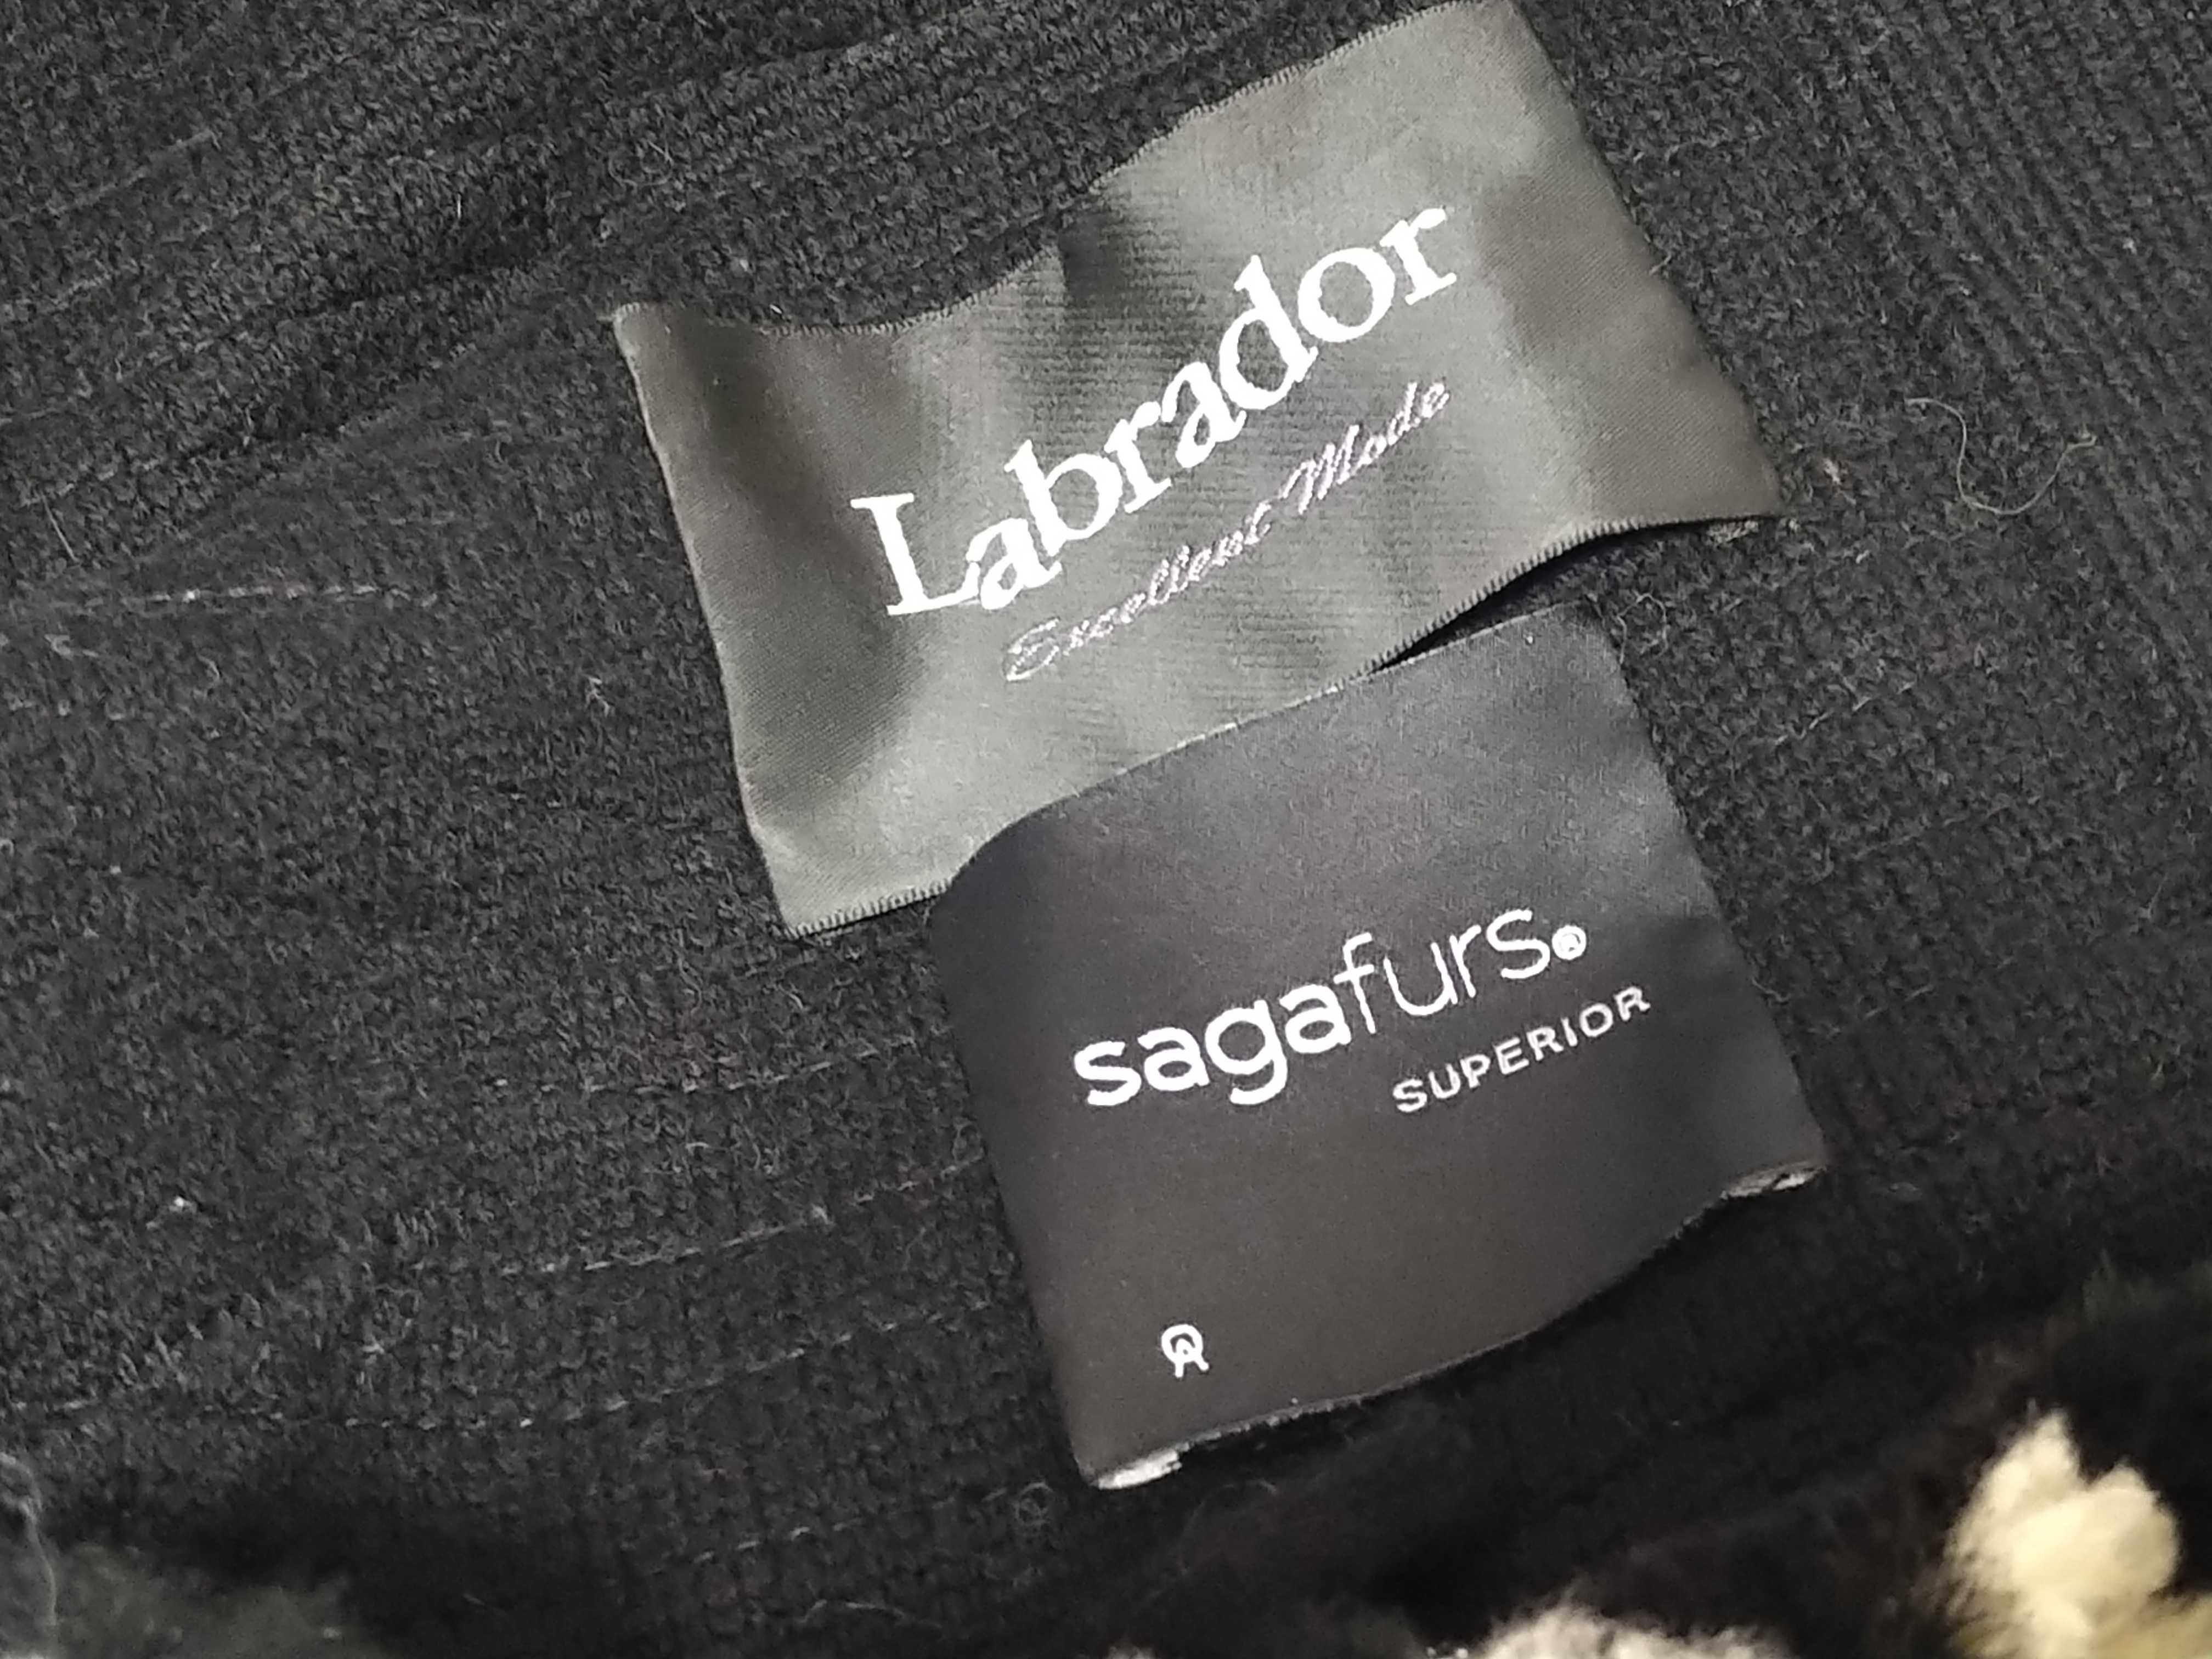 Labrador
Excellent Mode
sagafurs®
SUPERIOR